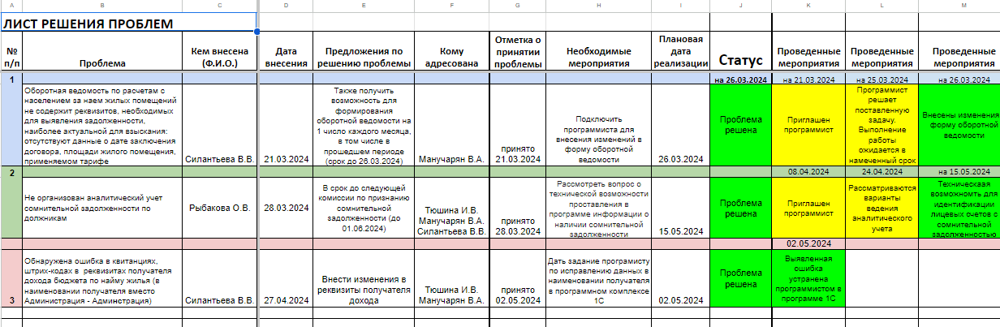 A B C D E F G H I J K L M
ЛИСТ РЕШЕНИЯ ПРОБЛЕМ
№
п/п
Проблема
Кем внесена
(Ф.И.О.)
Дата
внесения
Предложения по
решению проблемы
Кому
адресована
Отметка о
принятии
проблемы
Необходимые
мероприятия
Плановая
дата
реализации
Статус
Проведенные
мероприятия
Проведенные
мероприятия
Проведенные
мероприятия
1
на 26.03.2024
на 21.03.2024
на 25.03.2024
на 26.03.2024
Оборотная ведомость по расчетам с
населением за наем жилых помещений
не содержит реквизитов, необходимых
для выявления задолженности,
наиболее актуальной для взыскания:
отсутствуют данные о дате заключения
договора, площади жилого помещения,
применяемом тарифе
Силантьева В.В.
21.03.2024
Также получить
возможность для
формирования
оборотной ведомости на
1 число каждого месяца,
в том числе в
прошедшем периоде
(срок до 26.03.2024)
Манучарян В.А.
принято
21.03.2024
Подключить
программиста для
внесения изменений в
форму оборотной
ведомости
26.03.2024
Проблема
решена
Приглашен
программист
Программист
решает
поставленную
задачу.
Выполнение
работы
ожидается в
намеченный срок
Внесены изменения
форму оборотной
ведомости
2
08.04.2024
24.04.2024
на 15.05.2024
Не организован аналитический учет
сомнительной задолженности по
должникам
Рыбакова О.В.
28.03.2024
В срок до следующей
комиссии по признанию
сомнительной
задолженности (до
01.06.2024)
Тюшина И.В.
Манучарян В.А.
Силантьева В.В.
принято
28.03.2024
Рассмотреть вопрос о
технической возможности
проставления в
программе информации о
наличии сомнительной
задолженности
15.05.2024
Проблема
решена
Приглашен
программист
Рассматриваются
варианты
ведения
аналитического
учета
Техническаая
возможномть для
идентификации
лицевых счетов с
сомнительной
задолженностью
02.05.2024
3
Обнаружена ошибка в квитанциях,
штрих-кодах в реквизитах получателя
дохода бюджета по найму жилья (в
наименовании получателя вместо
Администрация - Админстрация)
Силантьева В.В.
27.04.2024
Внести изменения в
реквизиты получателя
дохода
Тюшина И.В.
Манучарян В.А.
принято
02.05.2024
Дать задание програмисту
по исправлению данных в
наименовании получателя
в программном комплексе
1С
02.05.2024
Проблема
решена
Выявленная
ошибка
устранена
программистом в
программе 1С